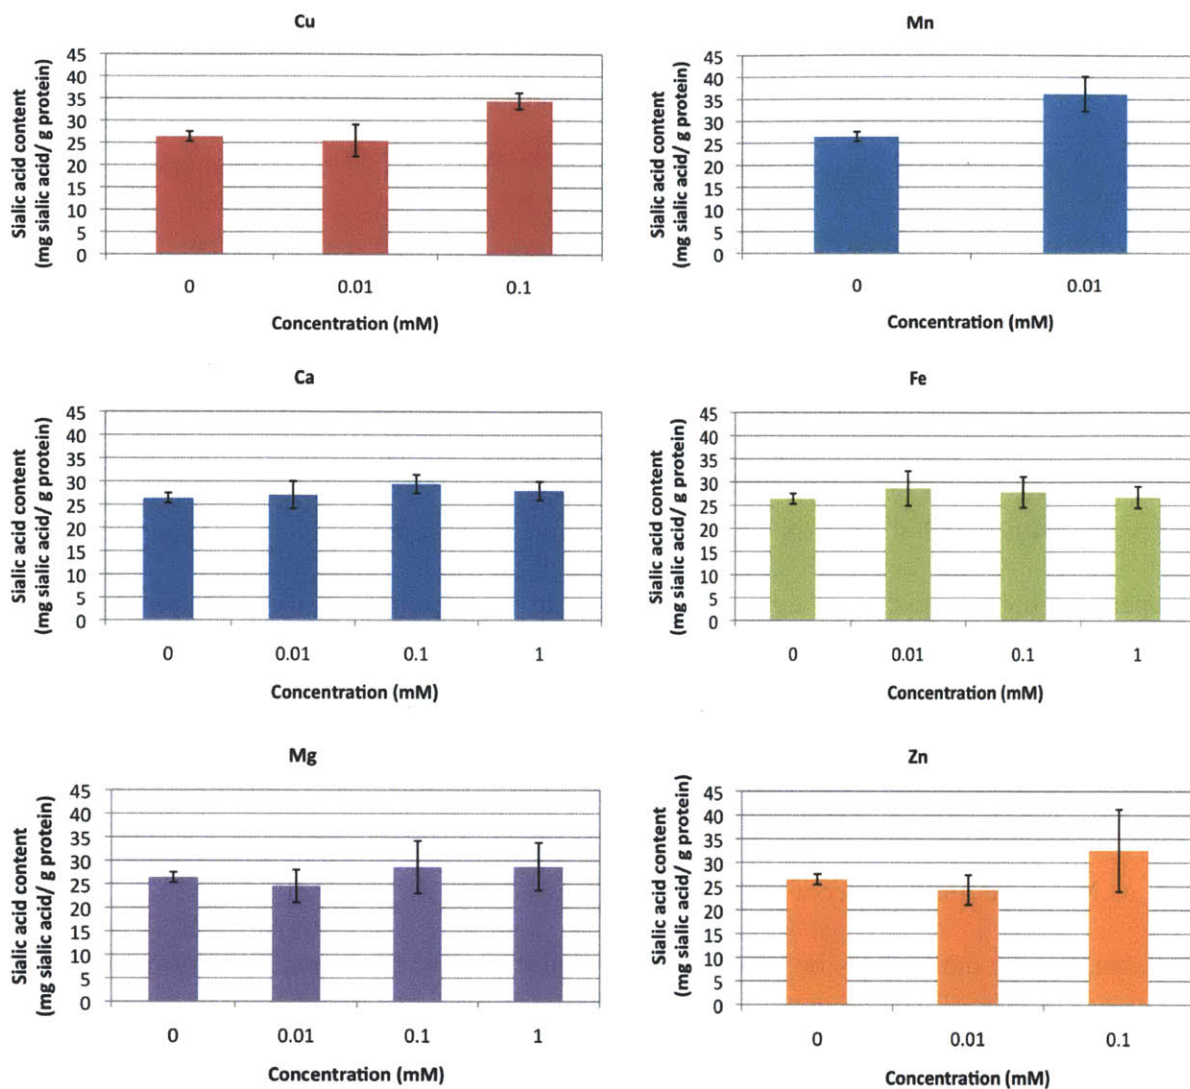 Cu
Sialic acid content
(mg sialic acid/ g protein)
45
40
35
30
25
20
15
10
5
0
0 0.01 0.1
Concentration (mM)
Mn
Sialic acid content
(mg sialic acid/ g protein)
45
40
35
30
25
20
15
10
5
0
0 0.01
Concentration (mM)
Ca
Sialic acid content
(mg sialic acid/ g protein)
45
40
35
30
25
20
15
10
5
0
0 0.01 0.1 1
Concentration (mM)
Fe
Sialic acid content
(mg sialic acid/ g protein)
45
40
35
30
25
20
15
10
5
0
0 0.01 0.1 1
Concentration (mM)
Mg
Sialic acid content
(mg sialic acid/ g protein)
45
40
35
30
25
20
15
10
5
0
0 0.01 0.1 1
Concentration (mM)
Zn
Sialic acid content
(mg sialic acid/ g protein)
45
40
35
30
25
20
15
10
5
0
0 0.01 0.1
Concentration (mM)